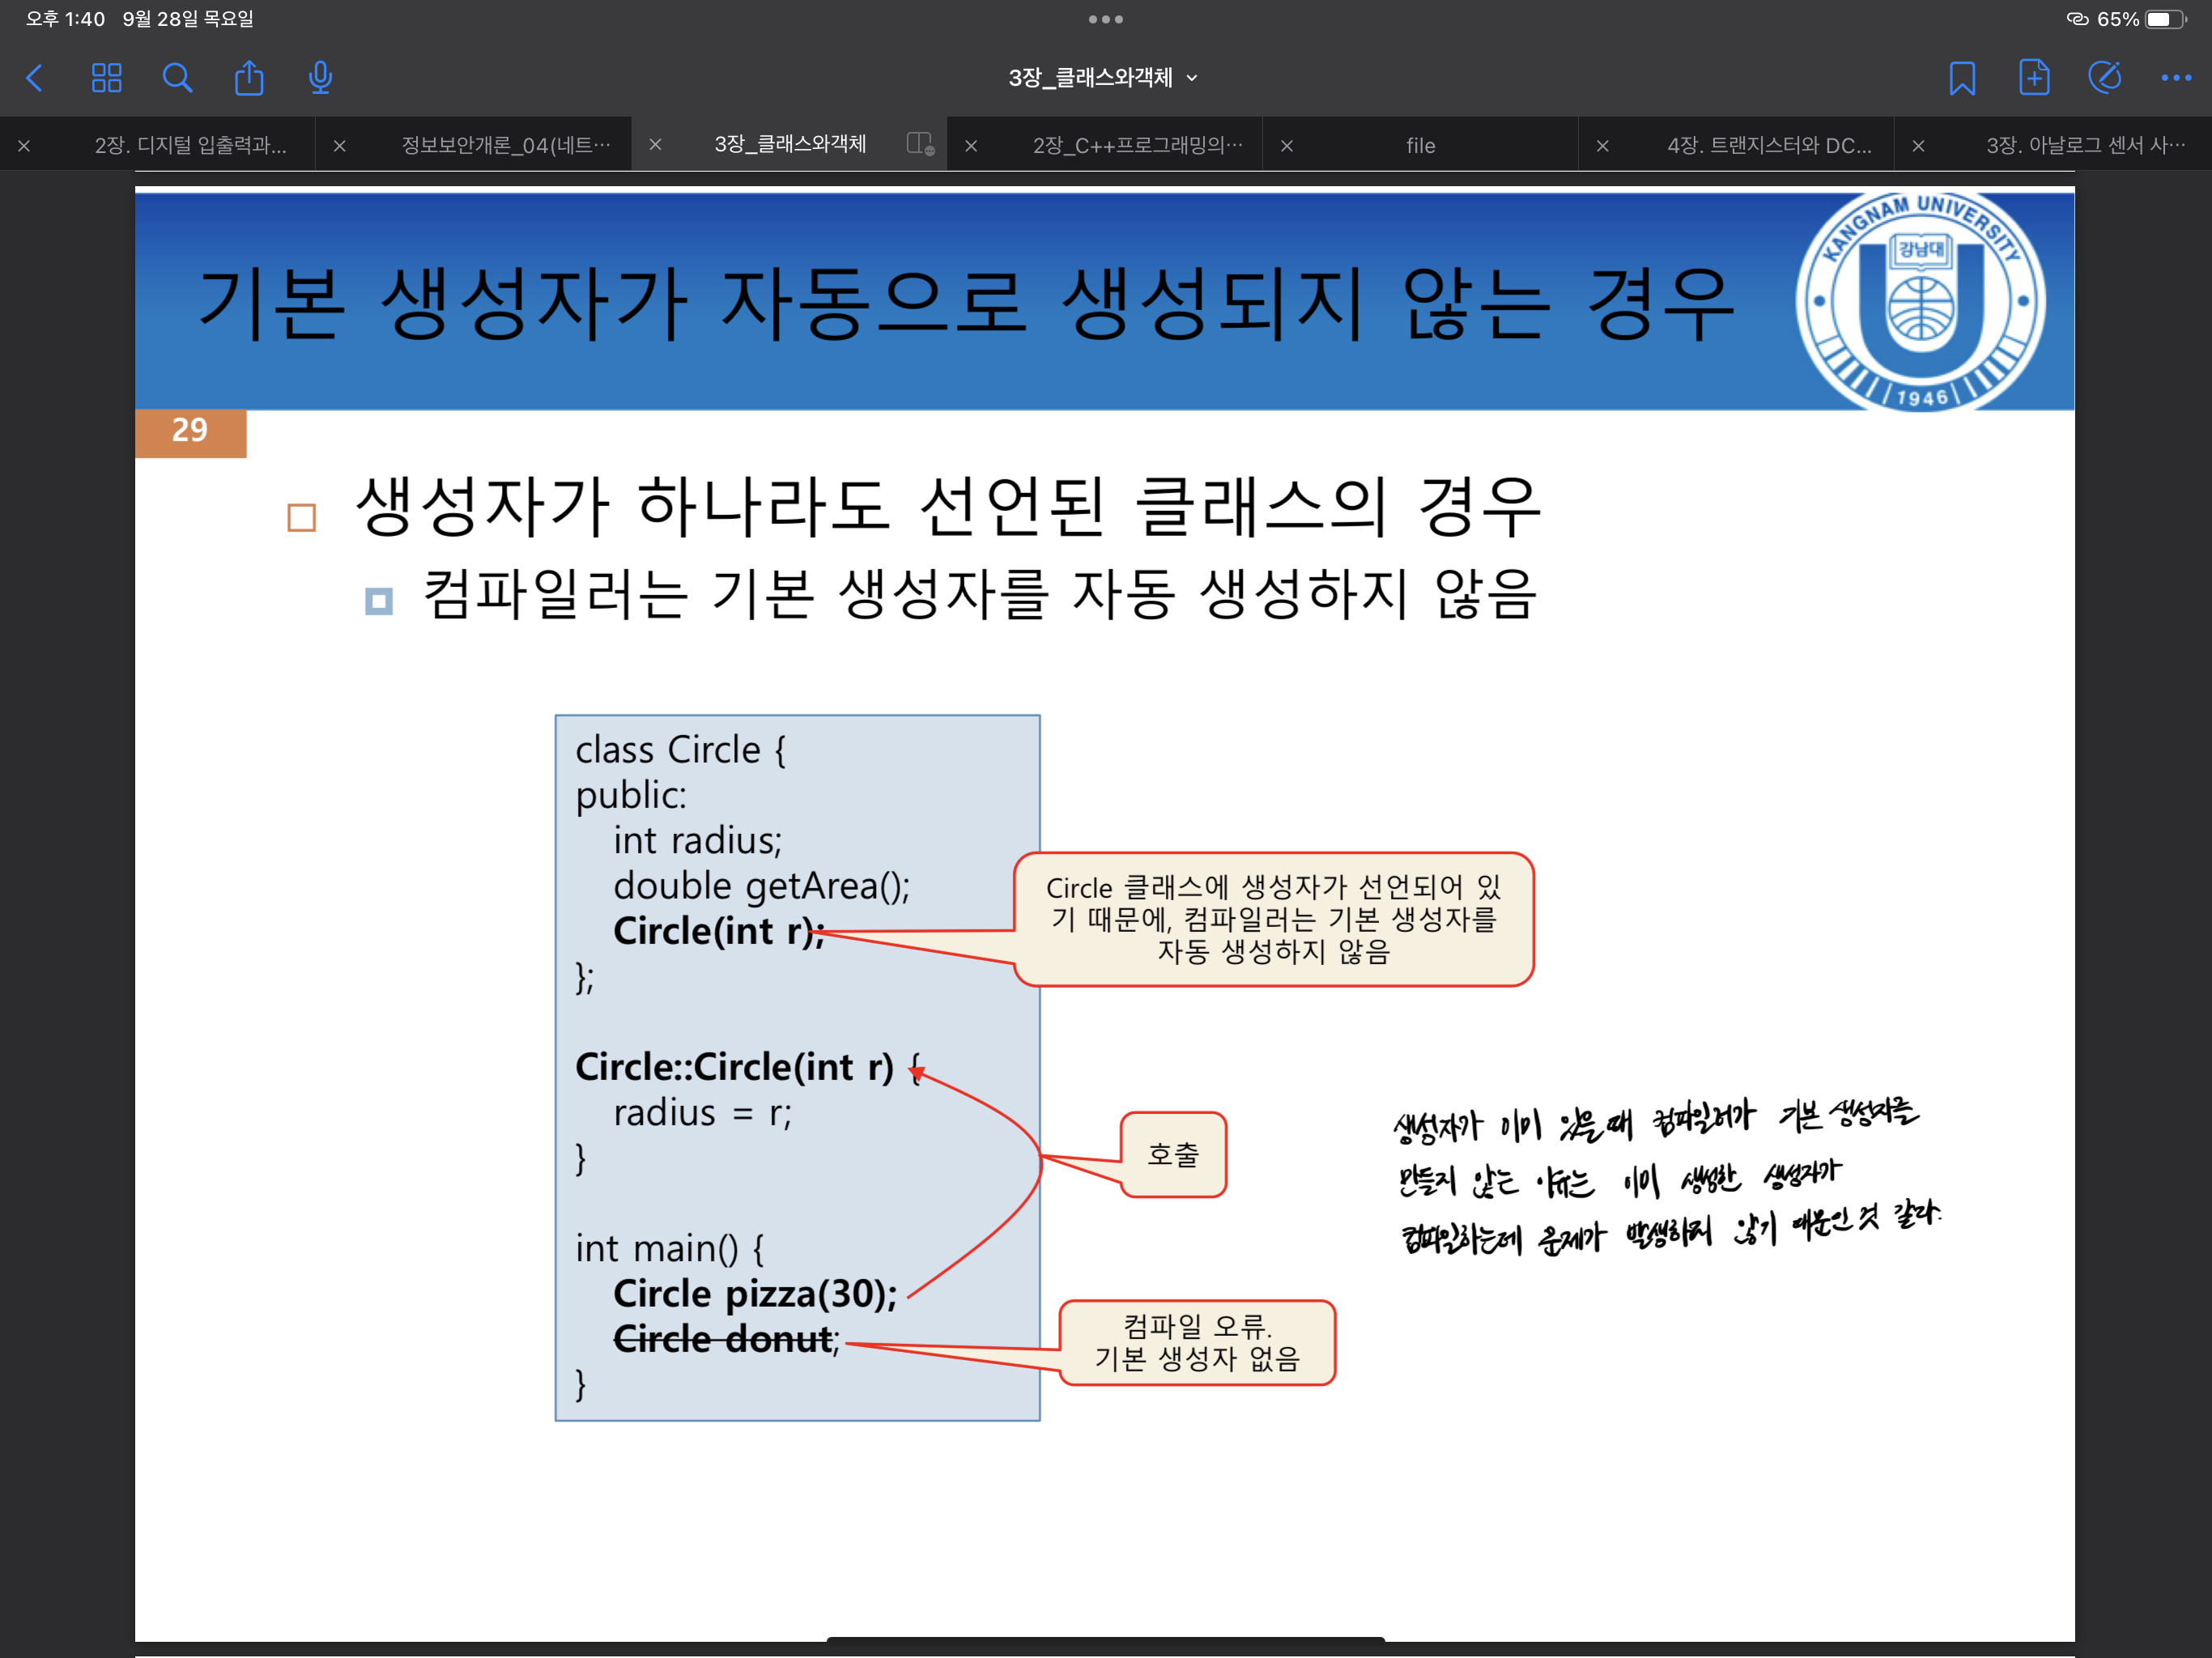 오후 1:40 9월 28일 목요일
65%
3장_클래스와객체
2장. 디지털 입출력과...
정보보안개론_04(네트...
3장_클래스와객체
2장_C++프로그래밍의...
file
4장. 트랜지스터와 DC...
3장. 아날로그 센서 사...
기본 생성자가 자동으로 생성되지 않는 경우
KANGNAM UNIVERSITY
강남대
1946
29
생성자가 하나라도 선언된 클래스의 경우
컴파일러는 기본 생성자를 자동 생성하지 않음
class Circle {
public:
int radius;
double getArea();
Circle(int r);
};
Circle 클래스에 생성자가 선언되어 있
기 때문에, 컴파일러는 기본 생성자를
자동 생성하지 않음
Circle::Circle(int r) {
radius = r;
}
호출
생성자가 이미 있을 때 컴파일러가 기본 생성자를
만들지 않는 이유는 이미 생성한 생성자가
컴파일하는데 문제가 발생하지 않기 때문인 것 같다.
int main() {
Circle pizza(30);
Circle donut;
}
컴파일 오류.
기본 생성자 없음